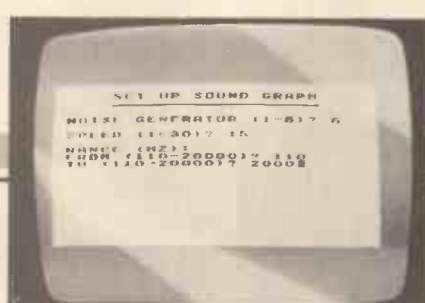 SET UP SOUND GRAPH
NOISE GENERATOR (1-8)? 6
SPEED (1-30)? 15
RANGE (HZ):
FROM (110-20000)? 110
TO (110-20000)? 2000